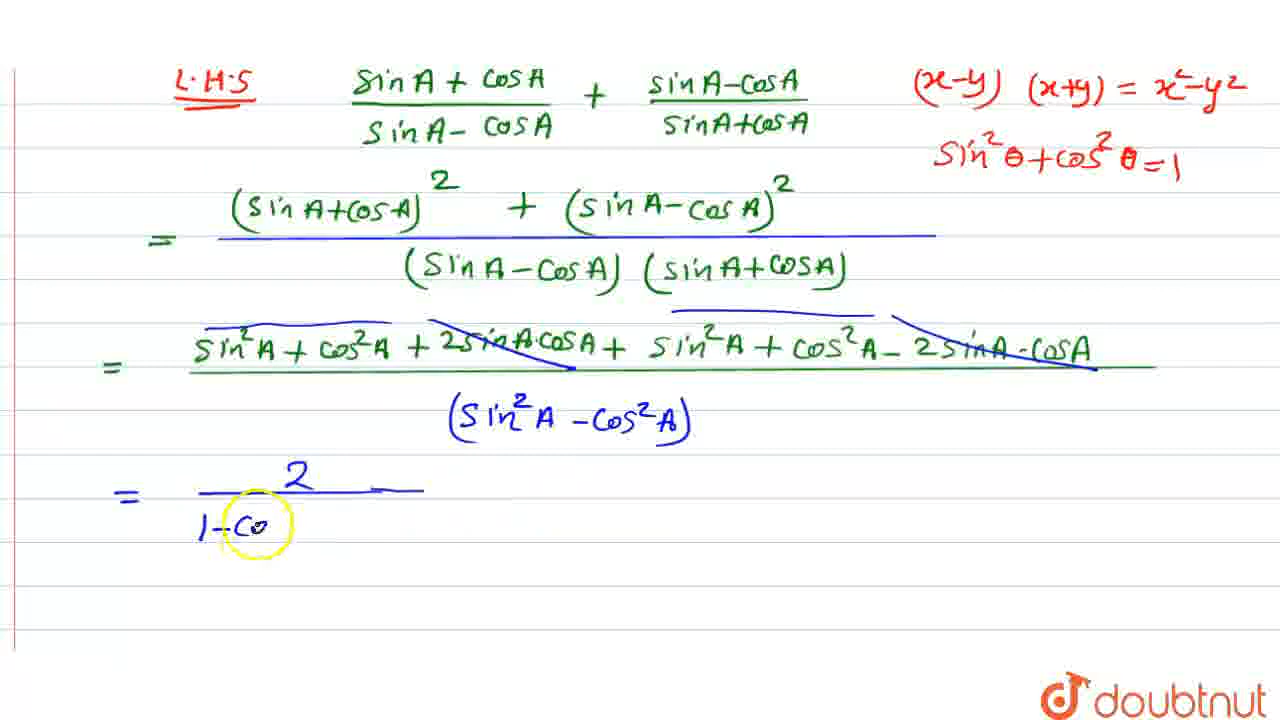 L.H.S sinA + cosA / sinA - cosA + sinA - cosA / sinA + cosA (x-y) (x+y) = x² - y²
sin²θ + cos²θ = 1
= (sinA + cosA)² + (sinA - cosA)² / (sinA - cosA) (sinA + cosA)
= sin²A + cos²A + 2sinA·cosA + sin²A + cos²A - 2sinA·cosA / (sin²A - cos²A)
= 2 / 1-Co
doubtnut